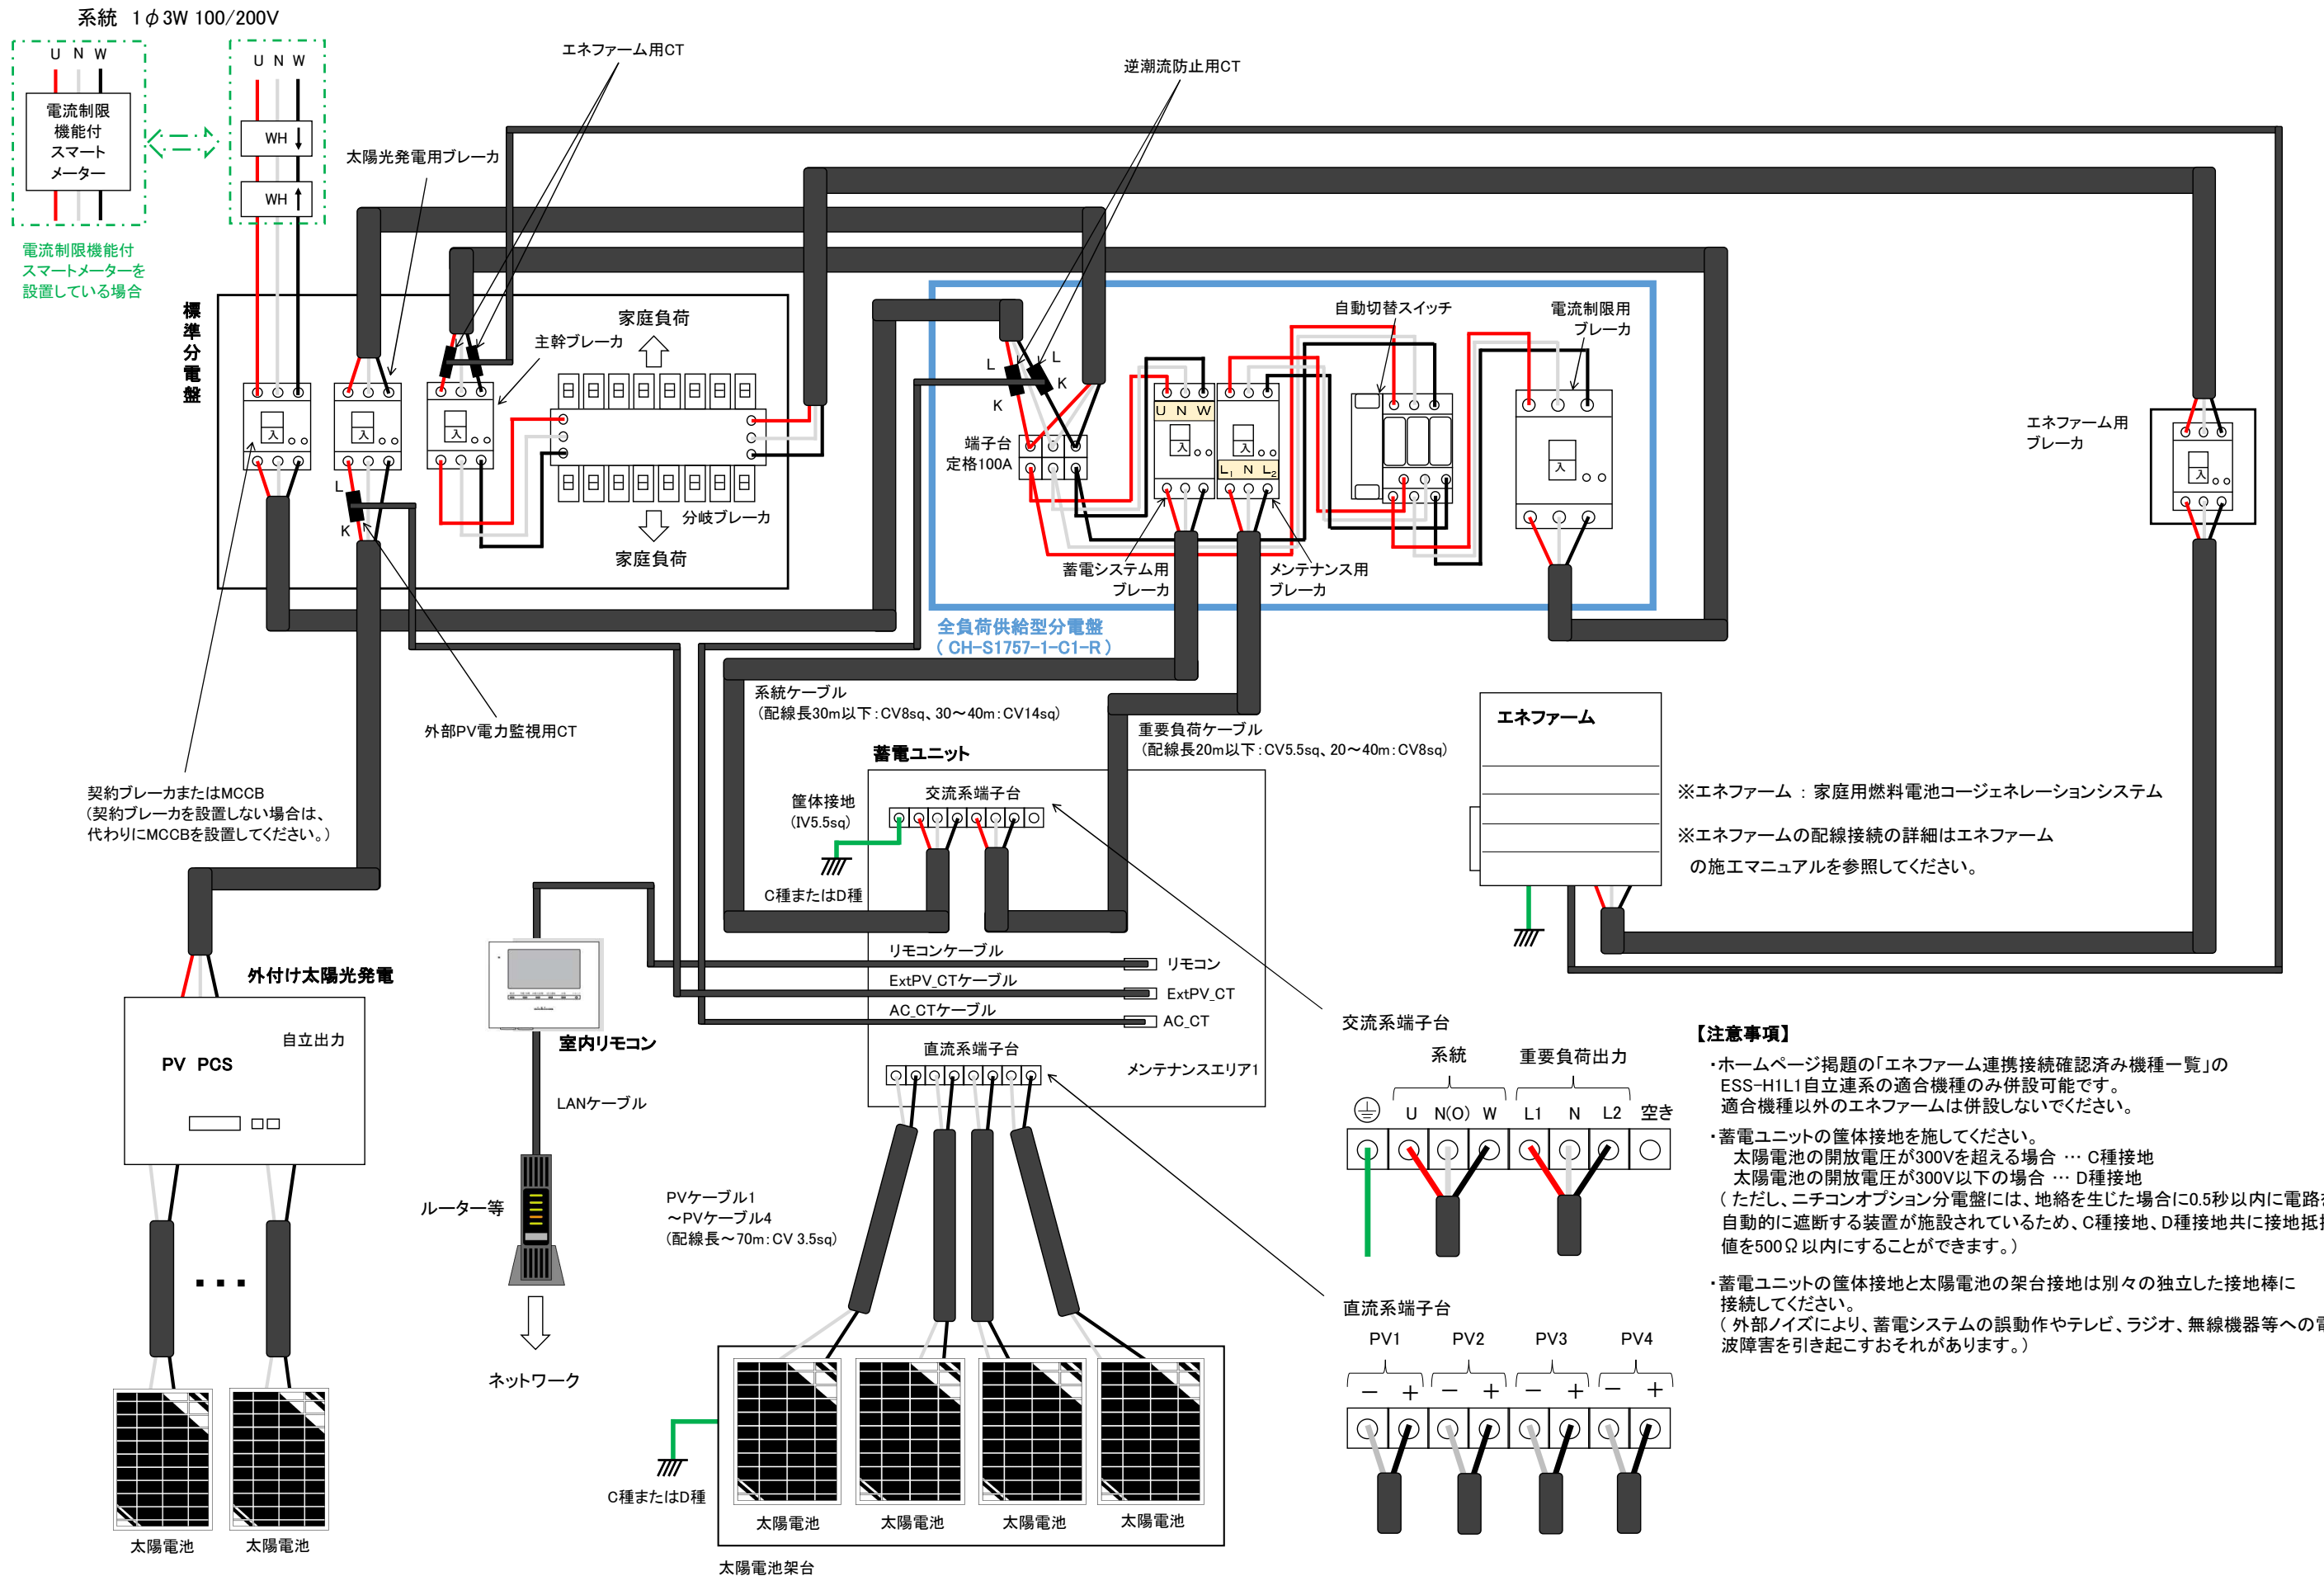 系統 1φ3W 100/200V
U N W
電流制限
機能付
スマート
メーター
電流制限機能付
スマートメーターを
設置している場合
U N W
WH ↓
WH ↑
太陽光発電用ブレーカ
エネファーム用CT
逆潮流防止用CT
標準分電盤
家庭負荷
主幹ブレーカ
入
入
入
分岐ブレーカ
家庭負荷
L
K
L
K
L
K
端子台
定格100A
U N W
入
入
L1 N L2
自動切替スイッチ
電流制限用
ブレーカ
入
蓄電システム用
ブレーカ
メンテナンス用
ブレーカ
全負荷供給型分電盤
（CH-S1757-1-C1-R）
エネファーム用
ブレーカ
入
系統ケーブル
（配線長30m以下：CV8sq、30～40m：CV14sq）
重要負荷ケーブル
（配線長20m以下：CV5.5sq、20～40m：CV8sq）
外部PV電力監視用CT
契約ブレーカまたはMCCB
（契約ブレーカを設置しない場合は、
代わりにMCCBを設置してください。）
蓄電ユニット
筐体接地
（IV5.5sq）
交流系端子台
C種またはD種
リモコンケーブル
リモコン
ExtPV_CTケーブル
ExtPV_CT
AC_CTケーブル
AC_CT
直流系端子台
メンテナンスエリア1
エネファーム
※エネファーム ： 家庭用燃料電池コージェネレーションシステム
※エネファームの配線接続の詳細はエネファーム
の施工マニュアルを参照してください。
外付け太陽光発電
自立出力
PV PCS
太陽電池
太陽電池
室内リモコン
LANケーブル
ルーター等
ネットワーク
PVケーブル1
～PVケーブル4
（配線長～70m：CV 3.5sq）
C種またはD種
太陽電池
太陽電池
太陽電池
太陽電池
太陽電池架台
交流系端子台
系統
重要負荷出力
U N(O) W L1 N L2 空き
直流系端子台
PV1 PV2 PV3 PV4
− ＋ − ＋ − ＋ − ＋
【注意事項】
・ホームページ掲題の「エネファーム連携接続確認済み機種一覧」の
ESS-H1L1自立連系の適合機種のみ併設可能です。
適合機種以外のエネファームは併設しないでください。
・蓄電ユニットの筐体接地を施してください。
太陽電池の開放電圧が300Vを超える場合 … C種接地
太陽電池の開放電圧が300V以下の場合 … D種接地
（ただし、ニチコンオプション分電盤には、地絡を生じた場合に0.5秒以内に電路を
自動的に遮断する装置が施設されているため、C種接地、D種接地共に接地抵抗
値を500Ω以内にすることができます。）
・蓄電ユニットの筐体接地と太陽電池の架台接地は別々の独立した接地棒に
接続してください。
（外部ノイズにより、蓄電システムの誤動作やテレビ、ラジオ、無線機器等への電
波障害を引き起こすおそれがあります。）